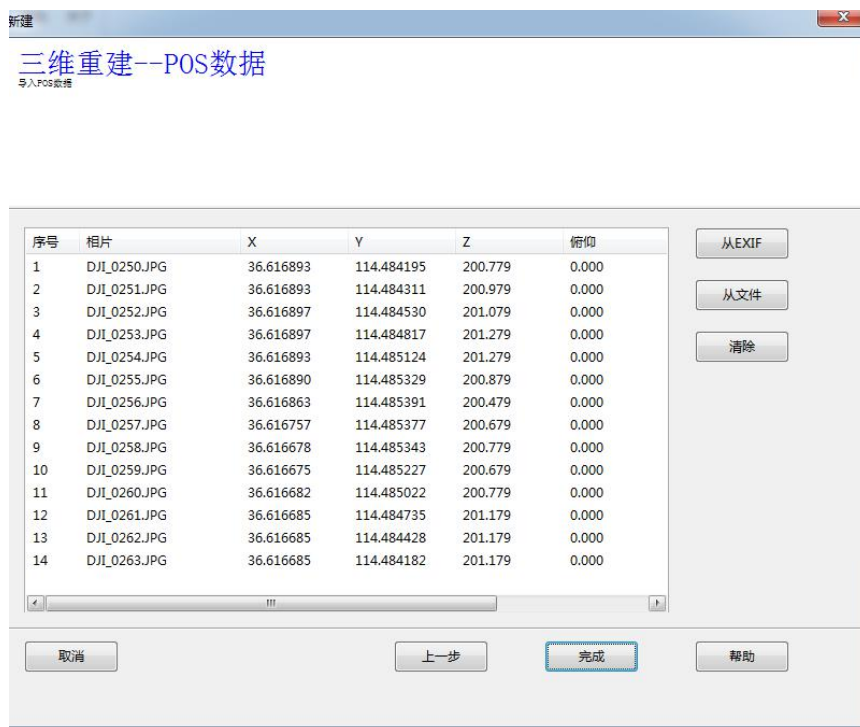 新建
三维重建--POS数据
导入POS数据
序号 相片 X Y Z 俯仰
1 DJI_0250.JPG 36.616893 114.484195 200.779 0.000
2 DJI_0251.JPG 36.616893 114.484311 200.979 0.000
3 DJI_0252.JPG 36.616897 114.484530 201.079 0.000
4 DJI_0253.JPG 36.616897 114.484817 201.279 0.000
5 DJI_0254.JPG 36.616893 114.485124 201.279 0.000
6 DJI_0255.JPG 36.616890 114.485329 200.879 0.000
7 DJI_0256.JPG 36.616863 114.485391 200.479 0.000
8 DJI_0257.JPG 36.616757 114.485377 200.679 0.000
9 DJI_0258.JPG 36.616678 114.485343 200.779 0.000
10 DJI_0259.JPG 36.616675 114.485227 200.679 0.000
11 DJI_0260.JPG 36.616682 114.485022 200.779 0.000
12 DJI_0261.JPG 36.616685 114.484735 201.179 0.000
13 DJI_0262.JPG 36.616685 114.484428 201.179 0.000
14 DJI_0263.JPG 36.616685 114.484182 201.179 0.000
从EXIF
从文件
清除
取消 上一步 完成 帮助